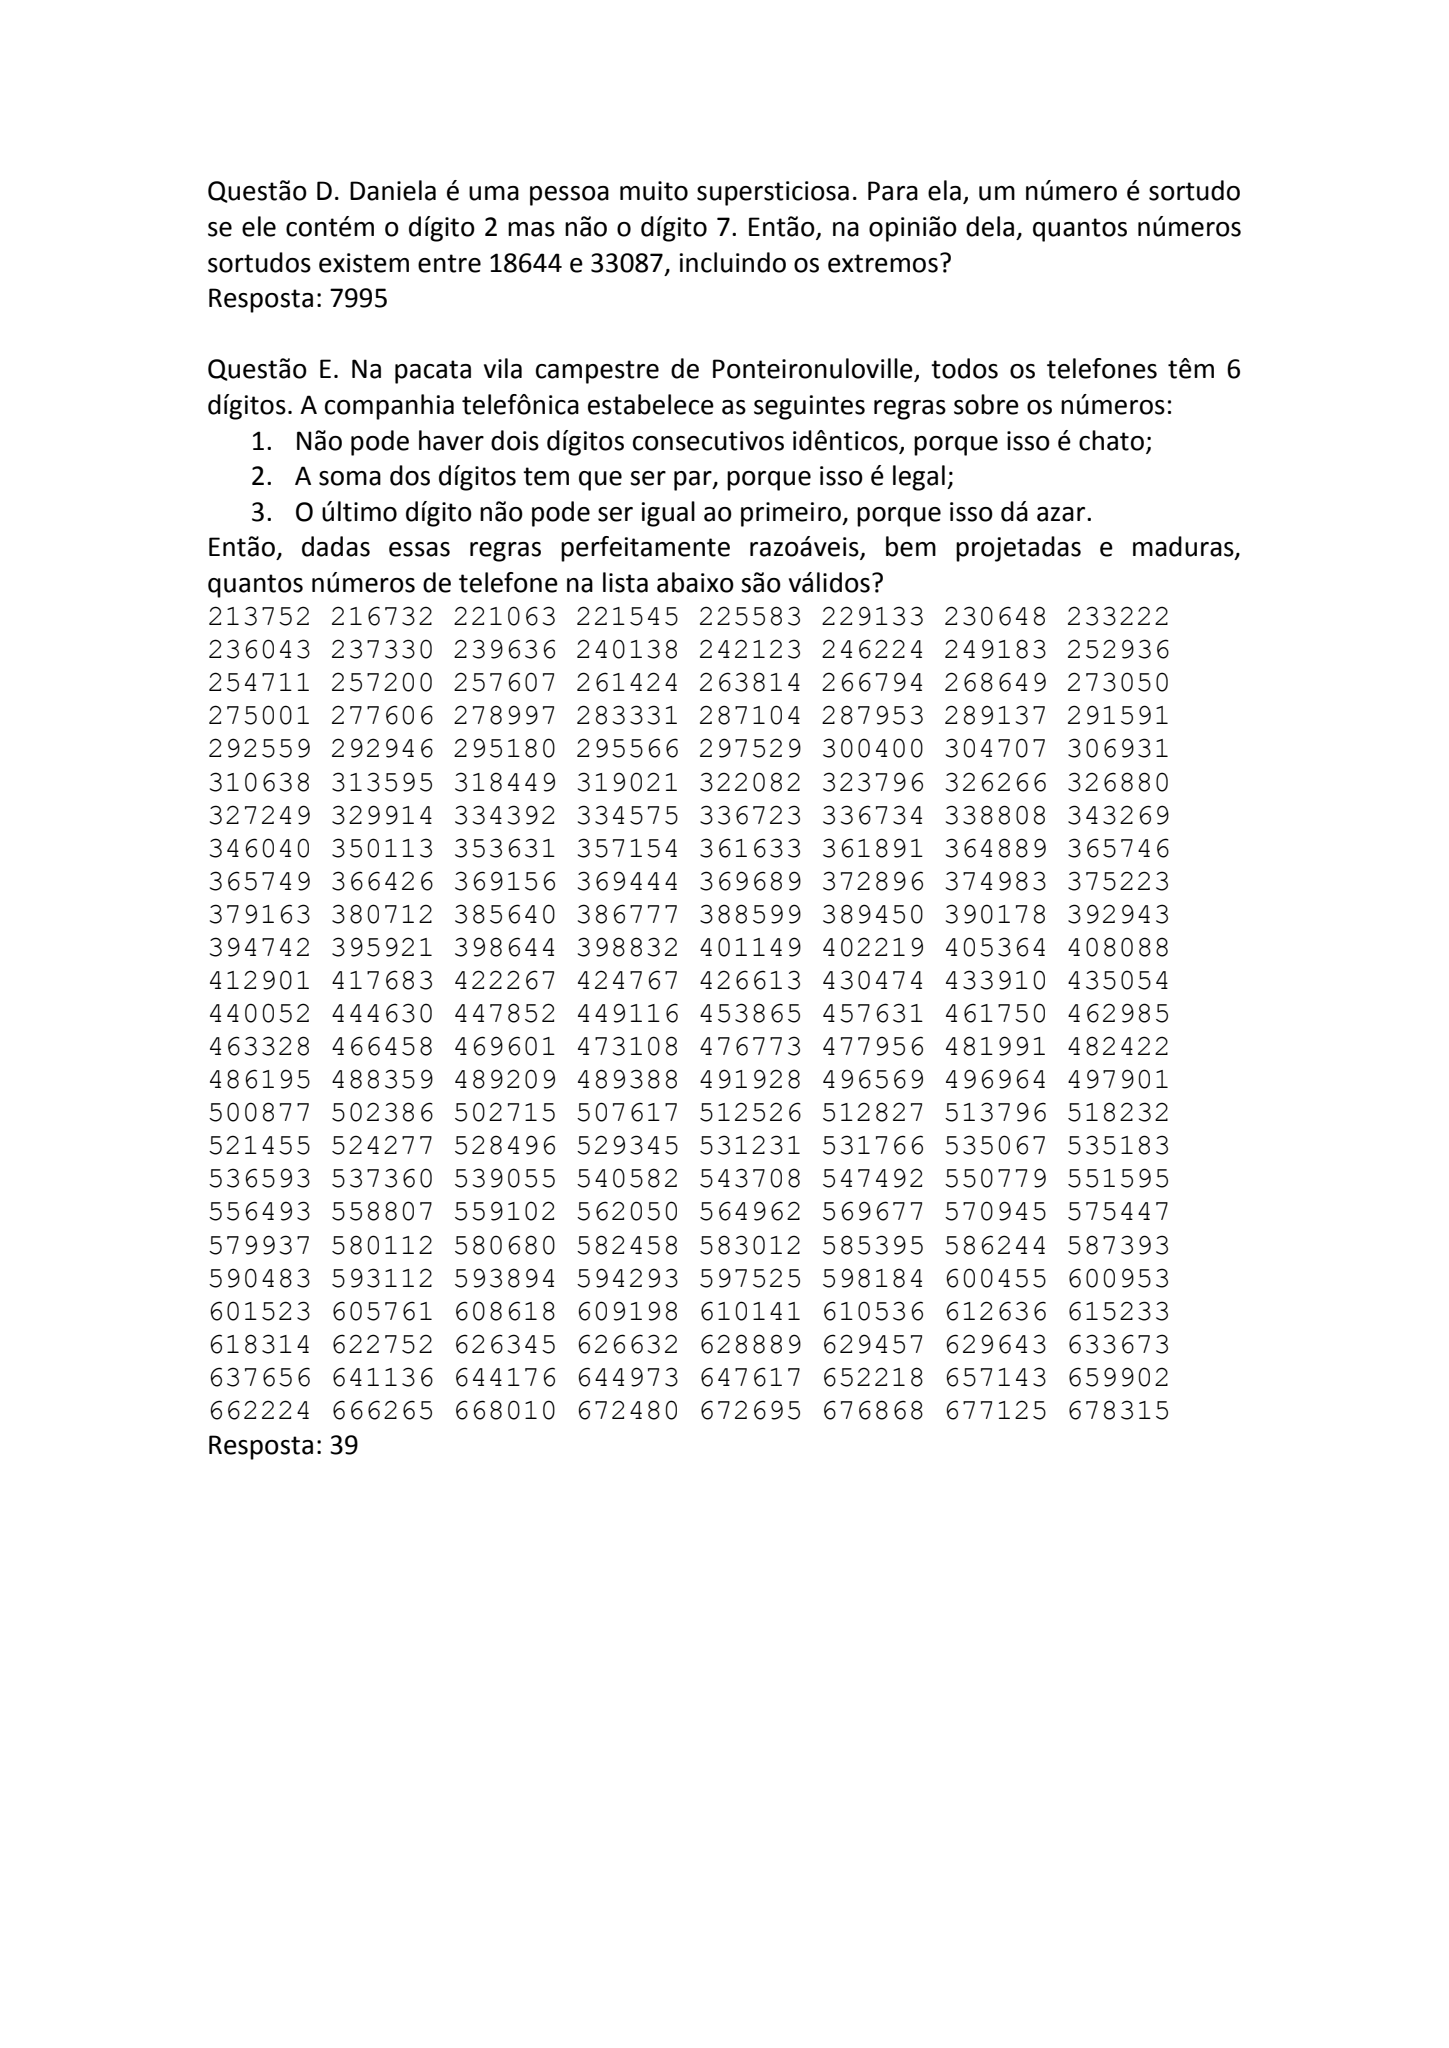 Questão D. Daniela é uma pessoa muito supersticiosa. Para ela, um número é sortudo
se ele contém o dígito 2 mas não o dígito 7. Então, na opinião dela, quantos números
sortudos existem entre 18644 e 33087, incluindo os extremos?
Resposta: 7995
Questão E. Na pacata vila campestre de Ponteironuloville, todos os telefones têm 6
dígitos. A companhia telefônica estabelece as seguintes regras sobre os números:
1. Não pode haver dois dígitos consecutivos idênticos, porque isso é chato;
2. A soma dos dígitos tem que ser par, porque isso é legal;
3. O último dígito não pode ser igual ao primeiro, porque isso dá azar.
Então, dadas essas regras perfeitamente razoáveis, bem projetadas e maduras,
quantos números de telefone na lista abaixo são válidos?
213752 216732 221063 221545 225583 229133 230648 233222
236043 237330 239636 240138 242123 246224 249183 252936
254711 257200 257607 261424 263814 266794 268649 273050
275001 277606 278997 283331 287104 287953 289137 291591
292559 292946 295180 295566 297529 300400 304707 306931
310638 313595 318449 319021 322082 323796 326266 326880
327249 329914 334392 334575 336723 336734 338808 343269
346040 350113 353631 357154 361633 361891 364889 365746
365749 366426 369156 369444 369689 372896 374983 375223
379163 380712 385640 386777 388599 389450 390178 392943
394742 395921 398644 398832 401149 402219 405364 408088
412901 417683 422267 424767 426613 430474 433910 435054
440052 444630 447852 449116 453865 457631 461750 462985
463328 466458 469601 473108 476773 477956 481991 482422
486195 488359 489209 489388 491928 496569 496964 497901
500877 502386 502715 507617 512526 512827 513796 518232
521455 524277 528496 529345 531231 531766 535067 535183
536593 537360 539055 540582 543708 547492 550779 551595
556493 558807 559102 562050 564962 569677 570945 575447
579937 580112 580680 582458 583012 585395 586244 587393
590483 593112 593894 594293 597525 598184 600455 600953
601523 605761 608618 609198 610141 610536 612636 615233
618314 622752 626345 626632 628889 629457 629643 633673
637656 641136 644176 644973 647617 652218 657143 659902
662224 666265 668010 672480 672695 676868 677125 678315
Resposta: 39